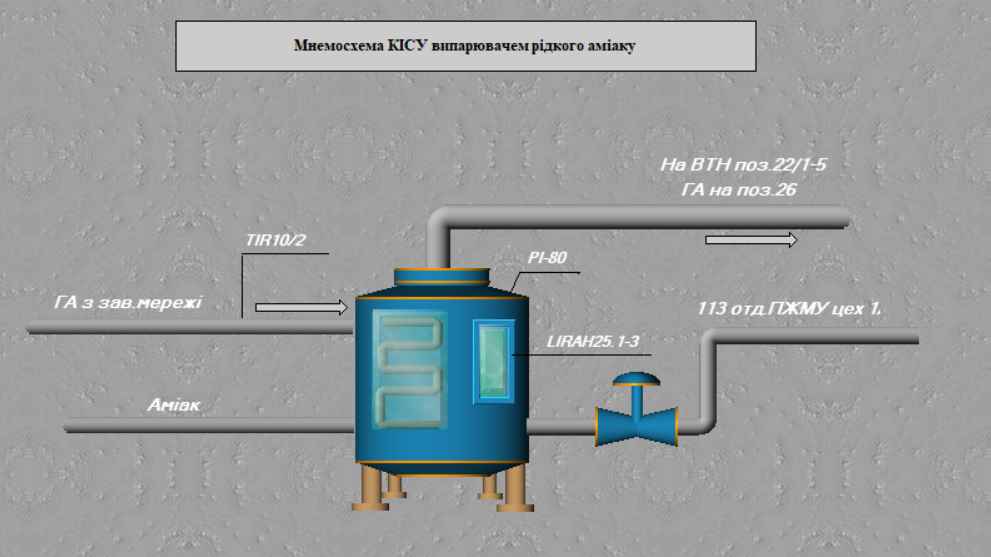 Мнемосхема КІСУ випарювачем рідкого аміаку
На ВТН поз.22/1-5
ГА на поз.26
TIR10/2
PI-80
ГА з зав.мережі
113 отд.ПЖМУ цех 1.
LIRAH25.1-3
Аміак